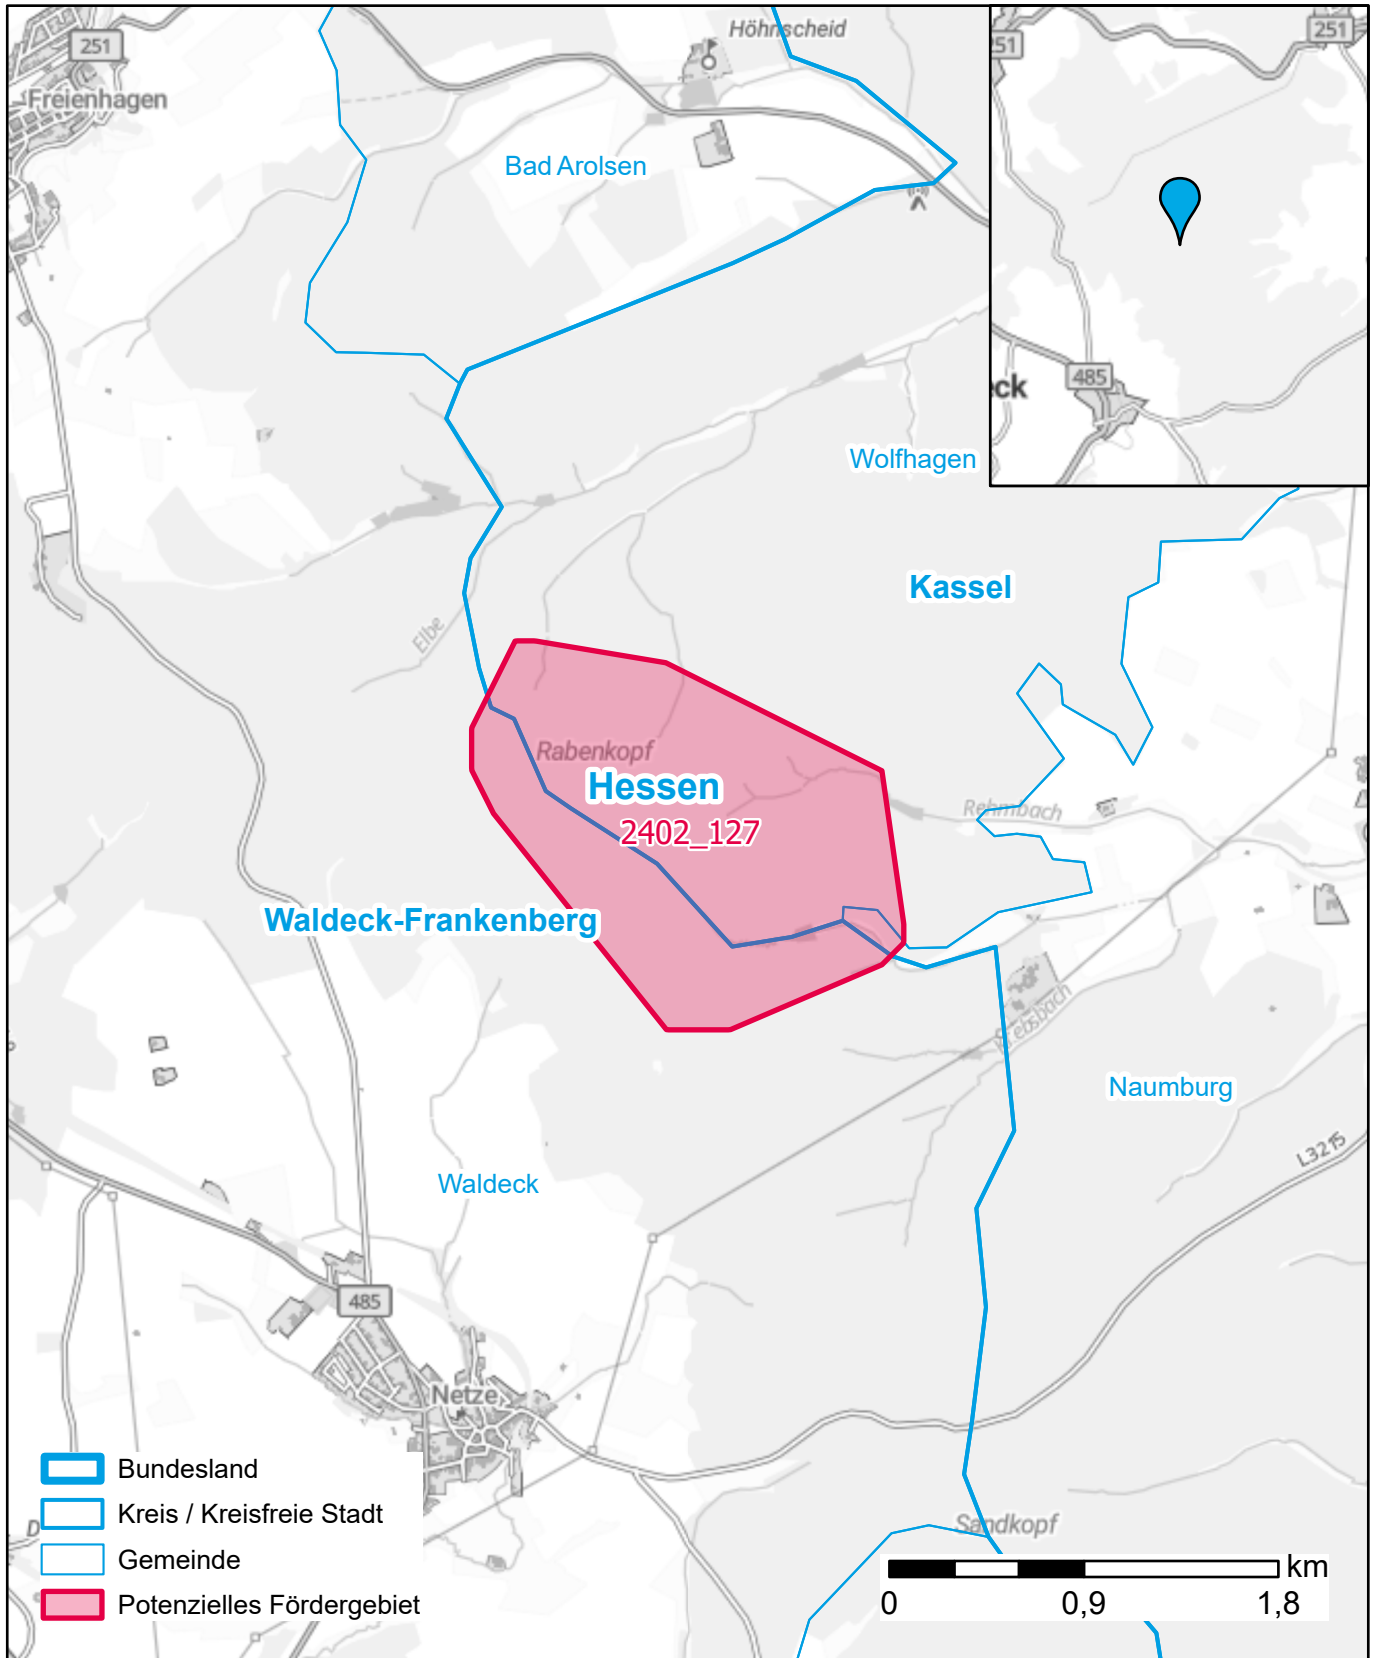 Höhnscheid
251
251
51
Freienhagen
Bad Arolsen
485
ck
Wolfhagen
Kassel
Elbe
Rabenkopf
Hessen
2402_127
Rehmbach
Waldeck-Frankenberg
Krebsbach
Naumburg
L3215
Waldeck
485
Netze
Bundesland
Kreis / Kreisfreie Stadt
Gemeinde
Potenzielles Fördergebiet
D
Sandkopf
km
0 0,9 1,8